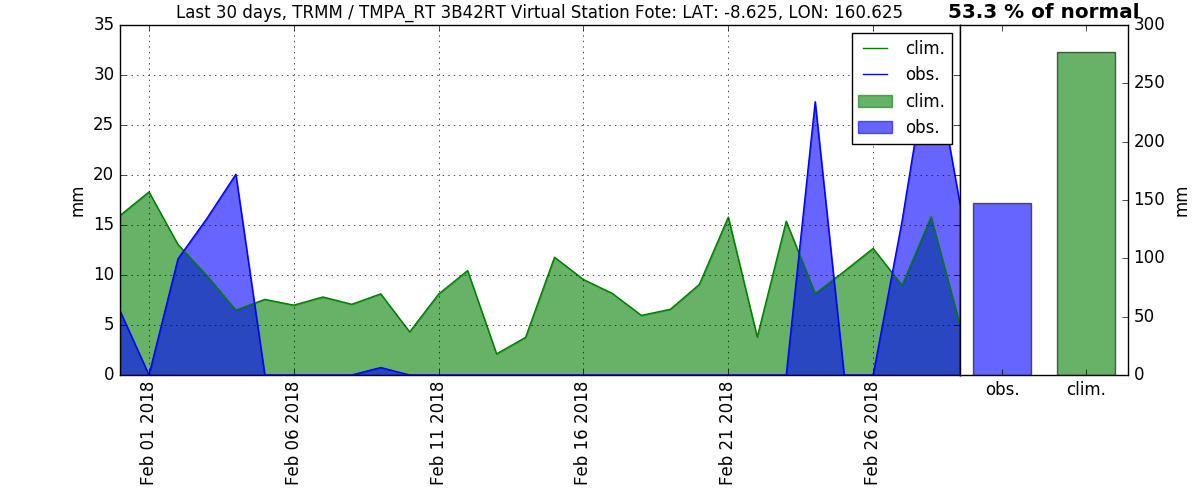 Last 30 days, TRMM / TMPA_RT 3B42RT Virtual Station Fote: LAT: -8.625, LON: 160.625
53.3 % of normal
35
30
25
20
15
10
5
0
mm
clim.
obs.
clim.
obs.
300
250
200
150
100
50
0
mm
Feb 01 2018
Feb 06 2018
Feb 11 2018
Feb 16 2018
Feb 21 2018
Feb 26 2018
obs.
clim.